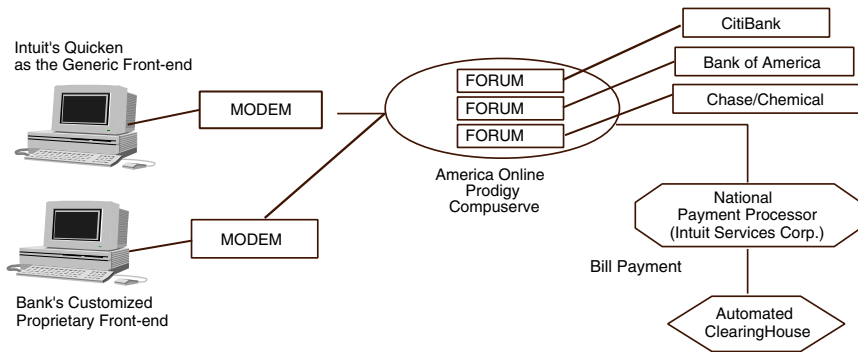 Intuit's Quicken
as the Generic Front-end
MODEM
FORUM
FORUM
FORUM
CitiBank
Bank of America
Chase/Chemical
America Online
Prodigy
Compuserve
National
Payment Processor
(Intuit Services Corp.)
MODEM
Bill Payment
Bank's Customized
Proprietary Front-end
Automated
ClearingHouse